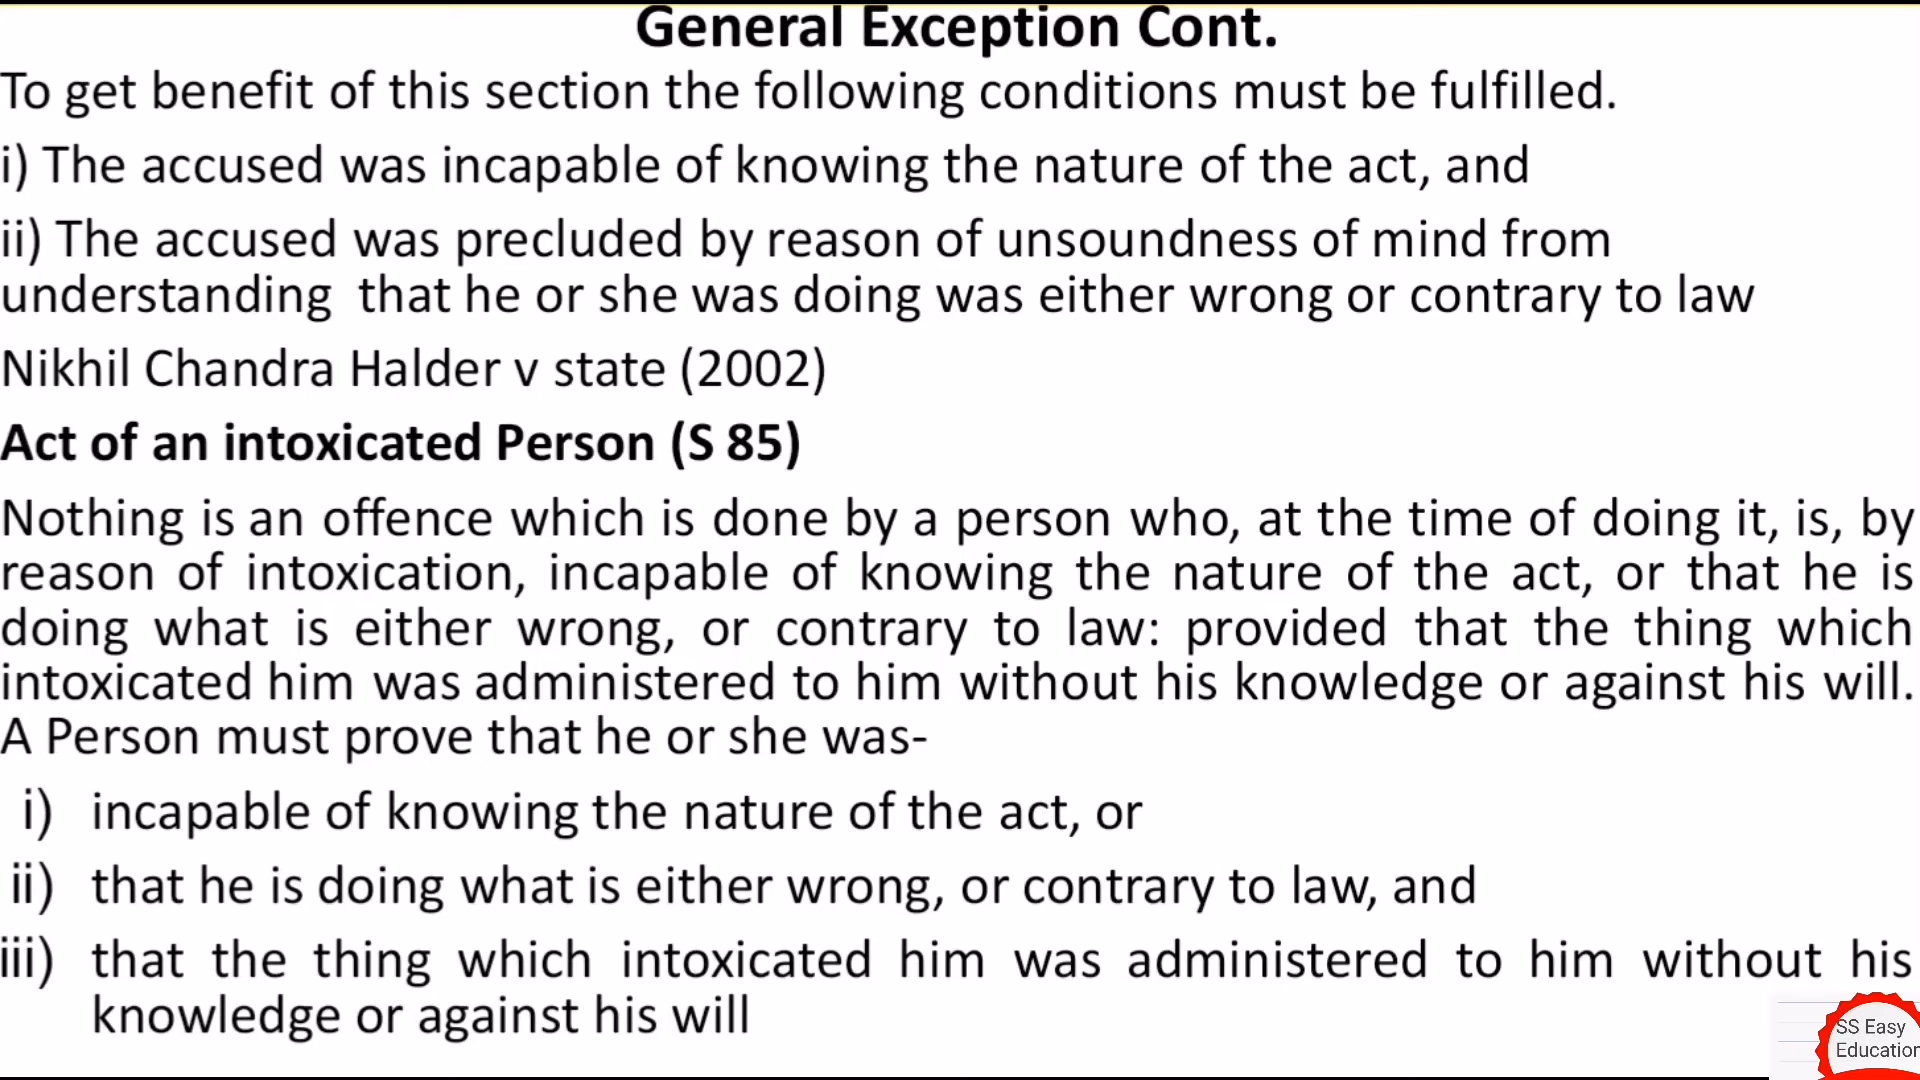 General Exception Cont.
To get benefit of this section the following conditions must be fulfilled.
i) The accused was incapable of knowing the nature of the act, and
ii) The accused was precluded by reason of unsoundness of mind from
understanding that he or she was doing was either wrong or contrary to law
Nikhil Chandra Halder v state (2002)
Act of an intoxicated Person (S 85)
Nothing is an offence which is done by a person who, at the time of doing it, is, by
reason of intoxication, incapable of knowing the nature of the act, or that he is
doing what is either wrong, or contrary to law: provided that the thing which
intoxicated him was administered to him without his knowledge or against his will.
A Person must prove that he or she was-
i) incapable of knowing the nature of the act, or
ii) that he is doing what is either wrong, or contrary to law, and
iii) that the thing which intoxicated him was administered to him without his
knowledge or against his will
SS Easy
Education